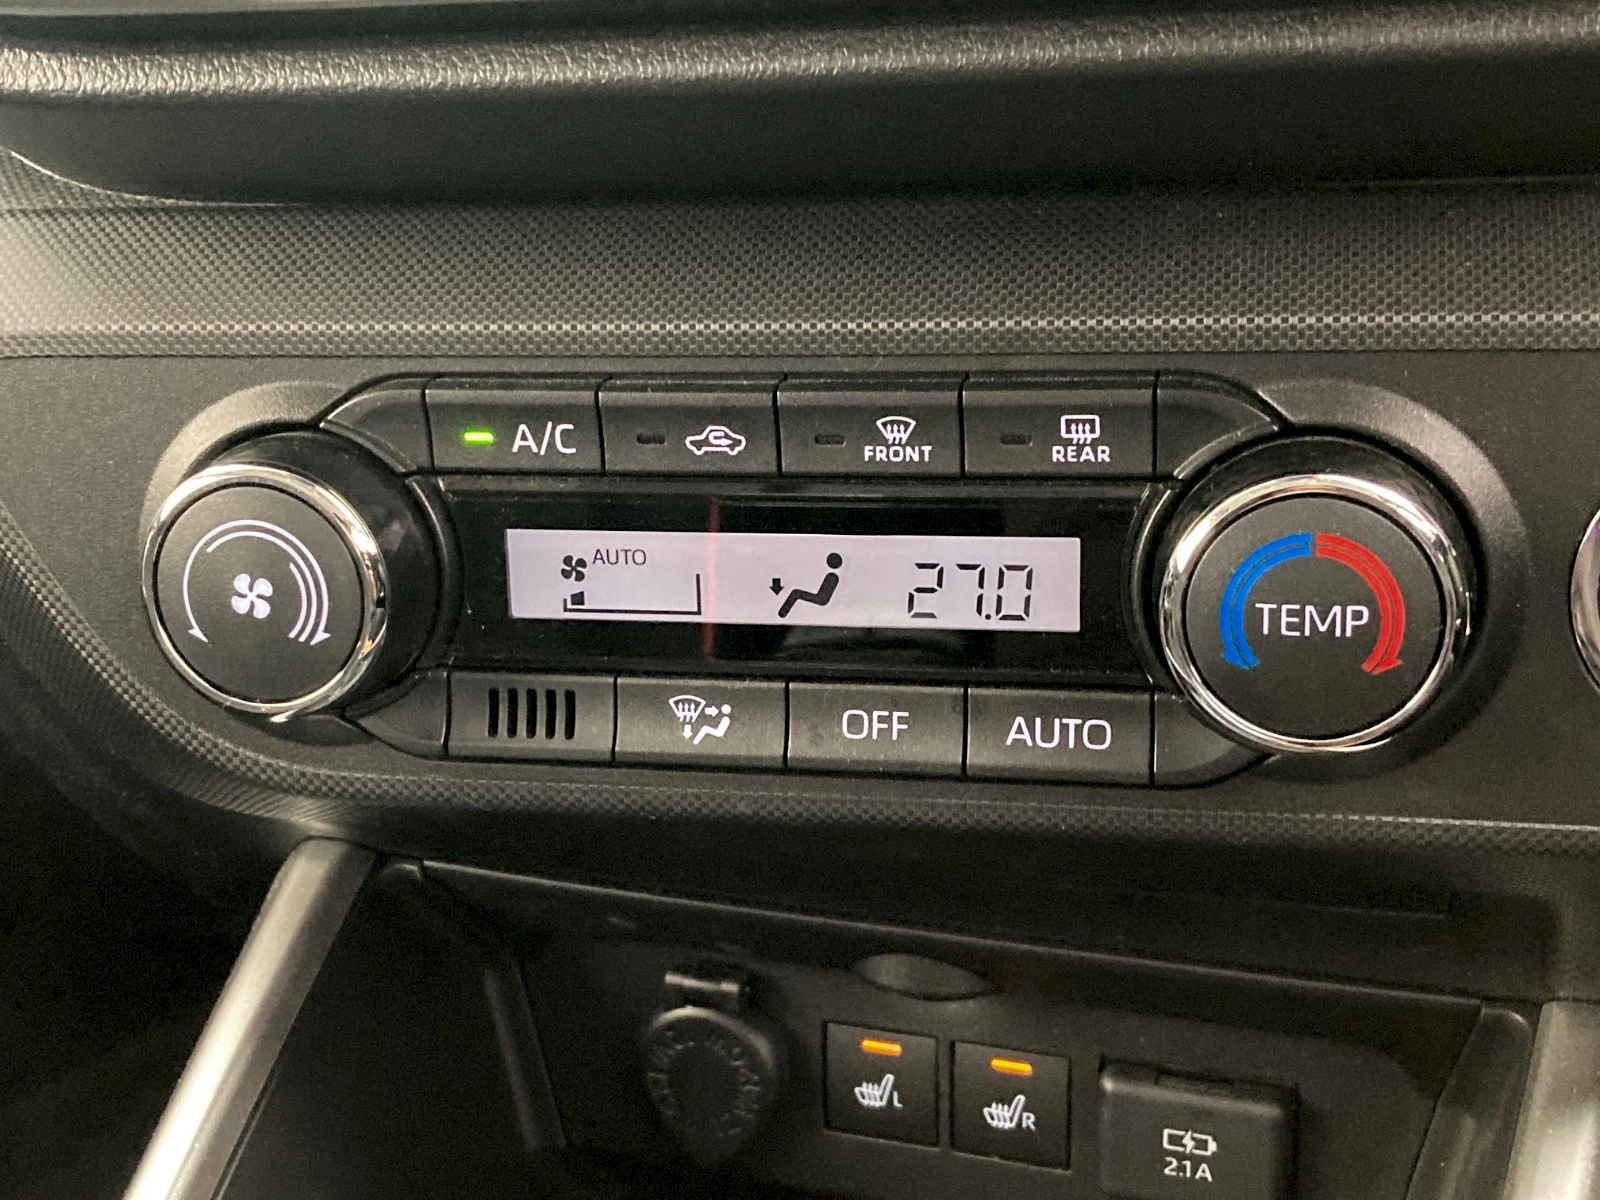 A/C
FRONT
REAR
AUTO
27.0
TEMP
OFF
AUTO
L
R
2.1A